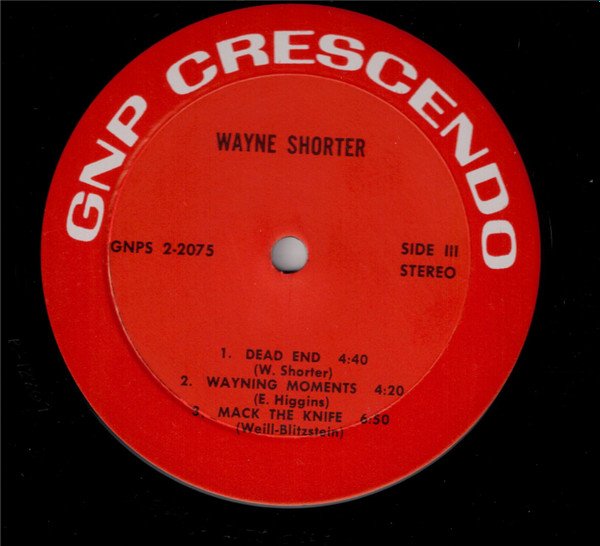 GNP CRESCENDO
WAYNE SHORTER
GNPS 2-2075
SIDE III
STEREO
1. DEAD END 4:40
(W. Shorter)
2. WAYNING MOMENTS 4:20
(E. Higgins)
3 MACK THE KNIFE 6:50
(Weill-Blitzstein)